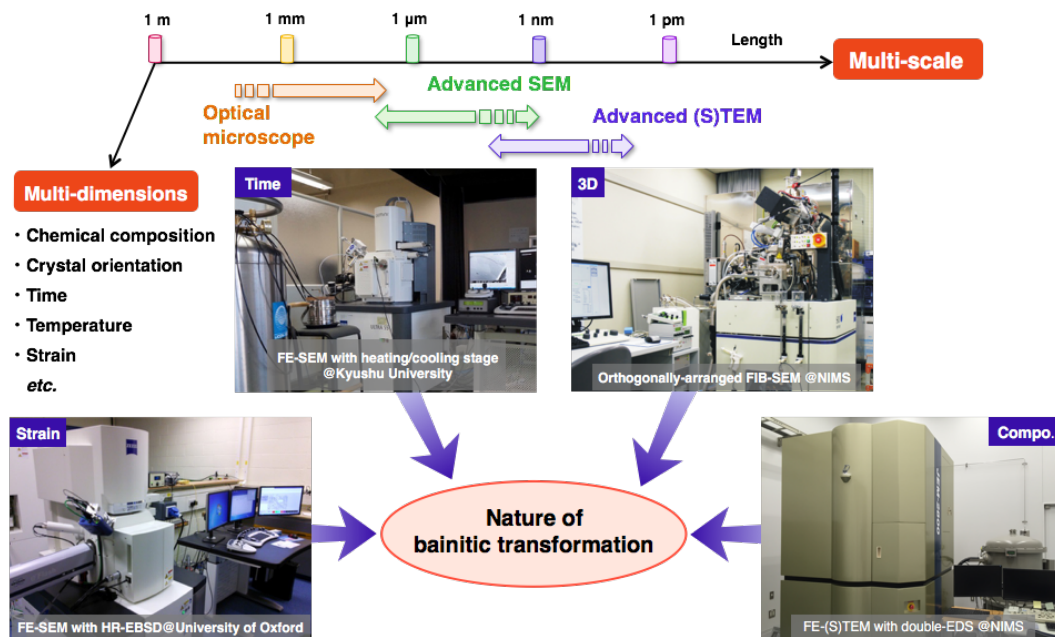 1 m
1 mm
1 µm
1 nm
1 pm
Length
Multi-scale
Optical
microscope
Advanced SEM
Advanced (S)TEM
Multi-dimensions
・Chemical composition
・Crystal orientation
・Time
・Temperature
・Strain
etc.
Time
FE-SEM with heating/cooling stage
@Kyushu University
3D
Orthogonally-arranged FIB-SEM @NIMS
Strain
FE-SEM with HR-EBSD@University of Oxford
Nature of
bainitic transformation
Compo.
FE-(S)TEM with double-EDS @NIMS